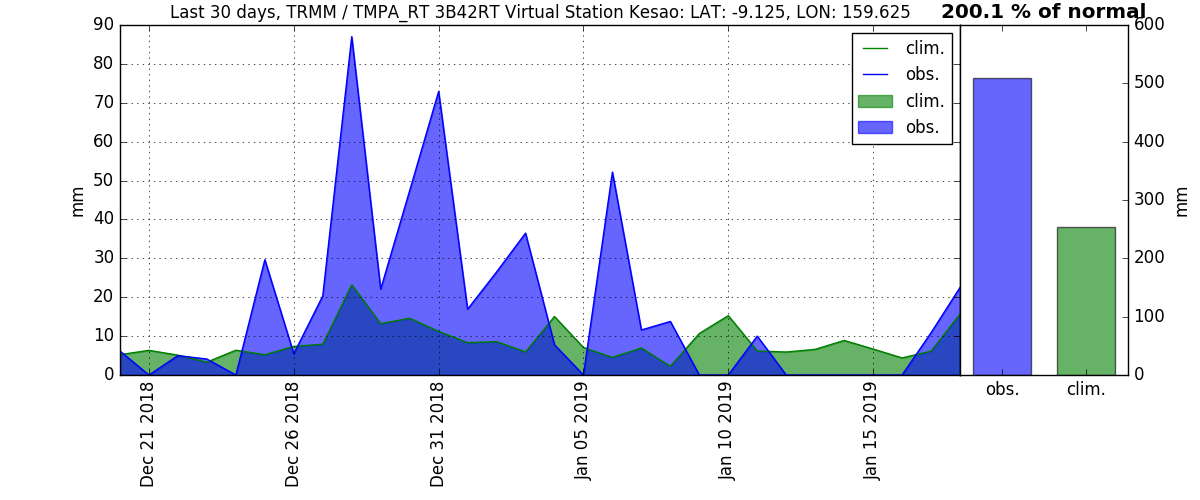 Last 30 days, TRMM / TMPA_RT 3B42RT Virtual Station Kesao: LAT: -9.125, LON: 159.625
200.1 % of normal
90
80
70
60
50
40
30
20
10
0
mm
Dec 21 2018
Dec 26 2018
Dec 31 2018
Jan 05 2019
Jan 10 2019
Jan 15 2019
clim.
obs.
clim.
obs.
600
500
400
300
200
100
0
mm
obs.
clim.